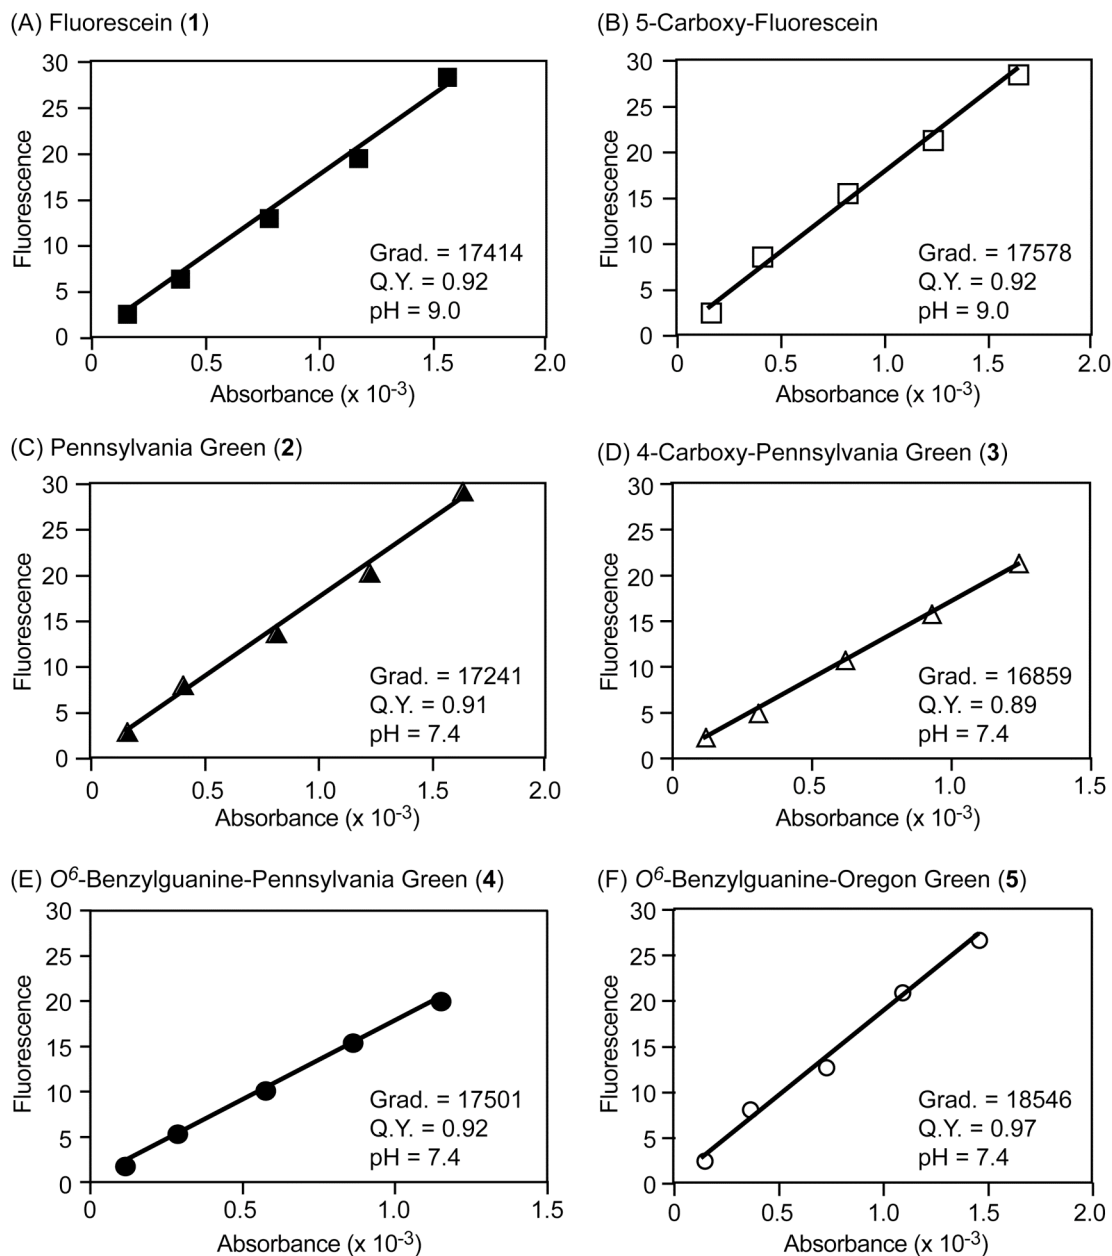 (A) Fluorescein (1)
30
25
20
15
10
5
0
Fluorescence
Grad. = 17414
Q.Y. = 0.92
pH = 9.0
0 0.5 1.0 1.5 2.0
Absorbance (x 10-3)
(B) 5-Carboxy-Fluorescein
30
25
20
15
10
5
0
Fluorescence
Grad. = 17578
Q.Y. = 0.92
pH = 9.0
0 0.5 1.0 1.5 2.0
Absorbance (x 10-3)
(C) Pennsylvania Green (2)
30
25
20
15
10
5
0
Fluorescence
Grad. = 17241
Q.Y. = 0.91
pH = 7.4
0 0.5 1.0 1.5 2.0
Absorbance (x 10-3)
(D) 4-Carboxy-Pennsylvania Green (3)
30
25
20
15
10
5
0
Fluorescence
Grad. = 16859
Q.Y. = 0.89
pH = 7.4
0 0.5 1.0 1.5
Absorbance (x 10-3)
(E) O6-Benzylguanine-Pennsylvania Green (4)
30
25
20
15
10
5
0
Fluorescence
Grad. = 17501
Q.Y. = 0.92
pH = 7.4
0 0.5 1.0 1.5
Absorbance (x 10-3)
(F) O6-Benzylguanine-Oregon Green (5)
30
25
20
15
10
5
0
Fluorescence
Grad. = 18546
Q.Y. = 0.97
pH = 7.4
0 0.5 1.0 1.5 2.0
Absorbance (x 10-3)